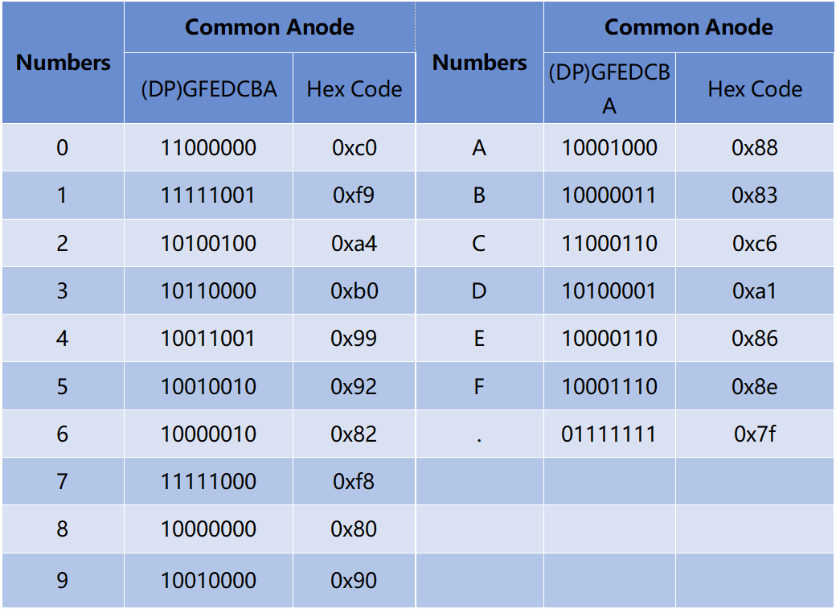 Numbers Common Anode Numbers Common Anode
(DP)GFEDCBA Hex Code (DP)GFEDCB
A Hex Code
0 11000000 0xc0 A 10001000 0x88
1 11111001 0xf9 B 10000011 0x83
2 10100100 0xa4 C 11000110 0xc6
3 10110000 0xb0 D 10100001 0xa1
4 10011001 0x99 E 10000110 0x86
5 10010010 0x92 F 10001110 0x8e
6 10000010 0x82 . 01111111 0x7f
7 11111000 0xf8
8 10000000 0x80
9 10010000 0x90